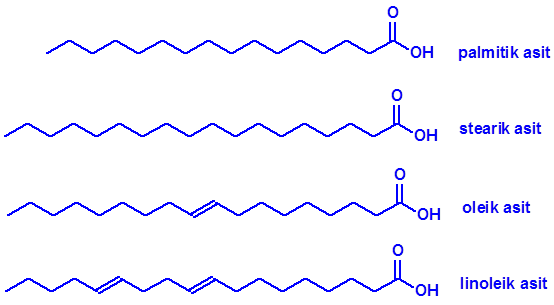 O
OH
palmitik asit
O
OH
stearik asit
O
OH
oleik asit
O
OH
linoleik asit